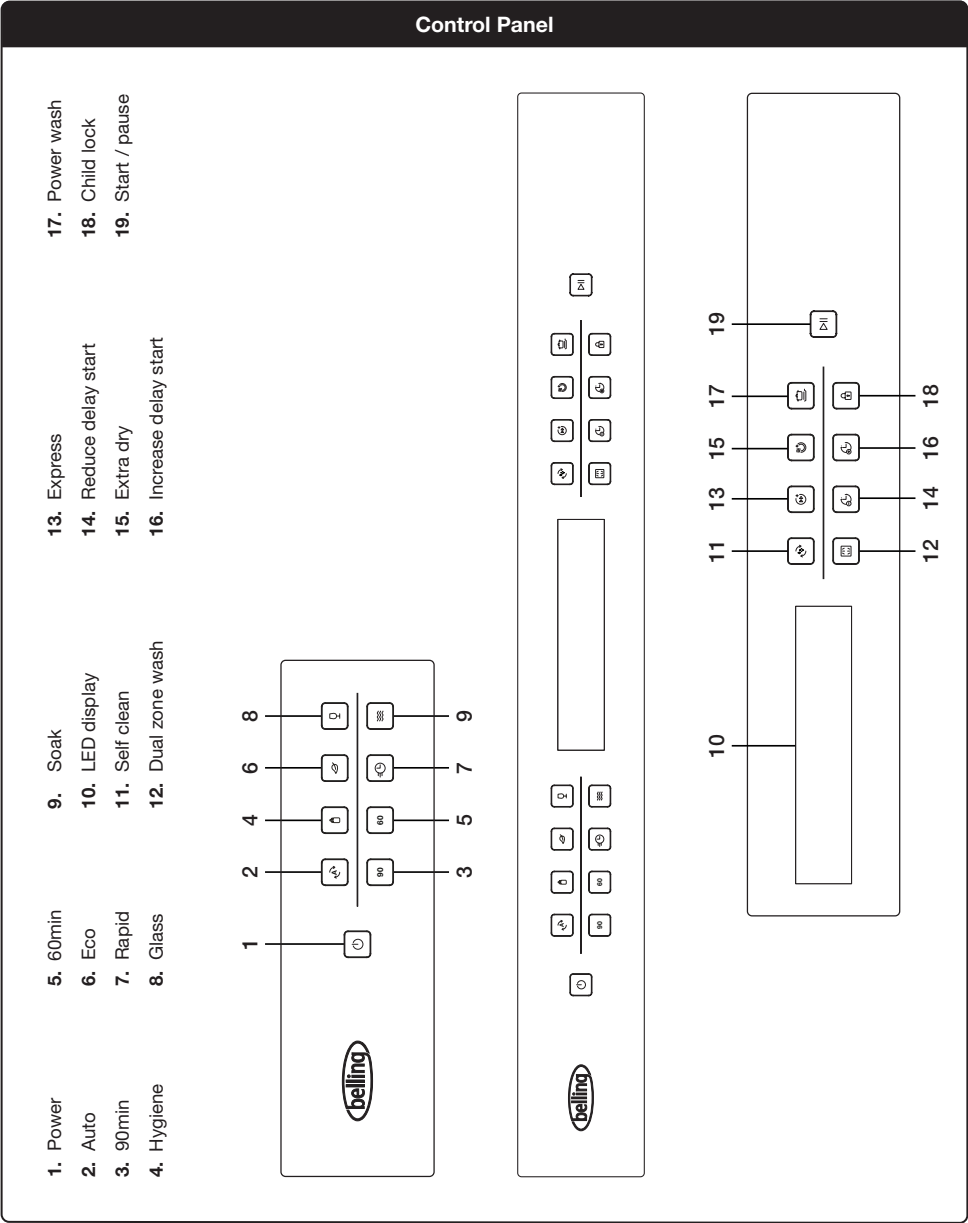 Control Panel
1. Power
2. Auto
3. 90min
4. Hygiene
5. 60min
6. Eco
7. Rapid
8. Glass
9. Soak
10. LED display
11. Self clean
12. Dual zone wash
13. Express
14. Reduce delay start
15. Extra dry
16. Increase delay start
17. Power wash
18. Child lock
19. Start / pause
2 4 6 8
1
belling
A
90 60
3 5 7 9
belling
A
90 60
11 13 15 17 19
10
12 14 16 18